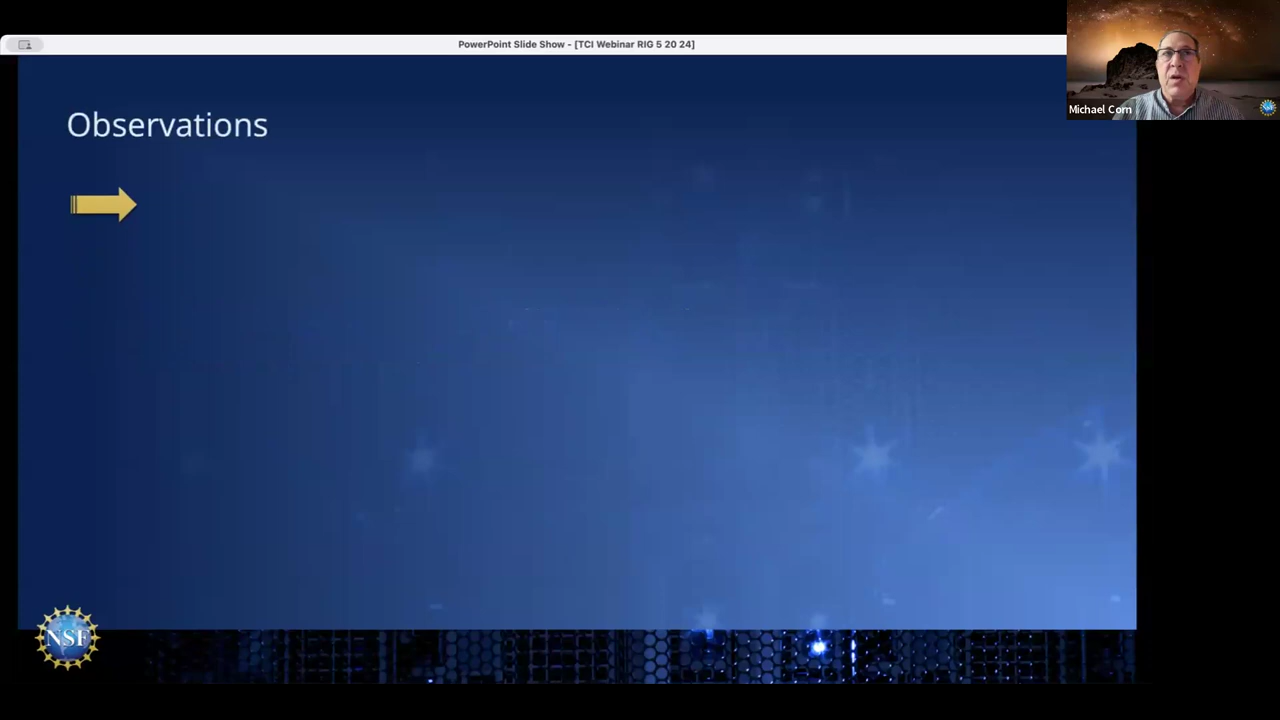 PowerPoint Slide Show - [TCI Webinar RIG 5 20 24]
Michael Corn
Observations
NSF